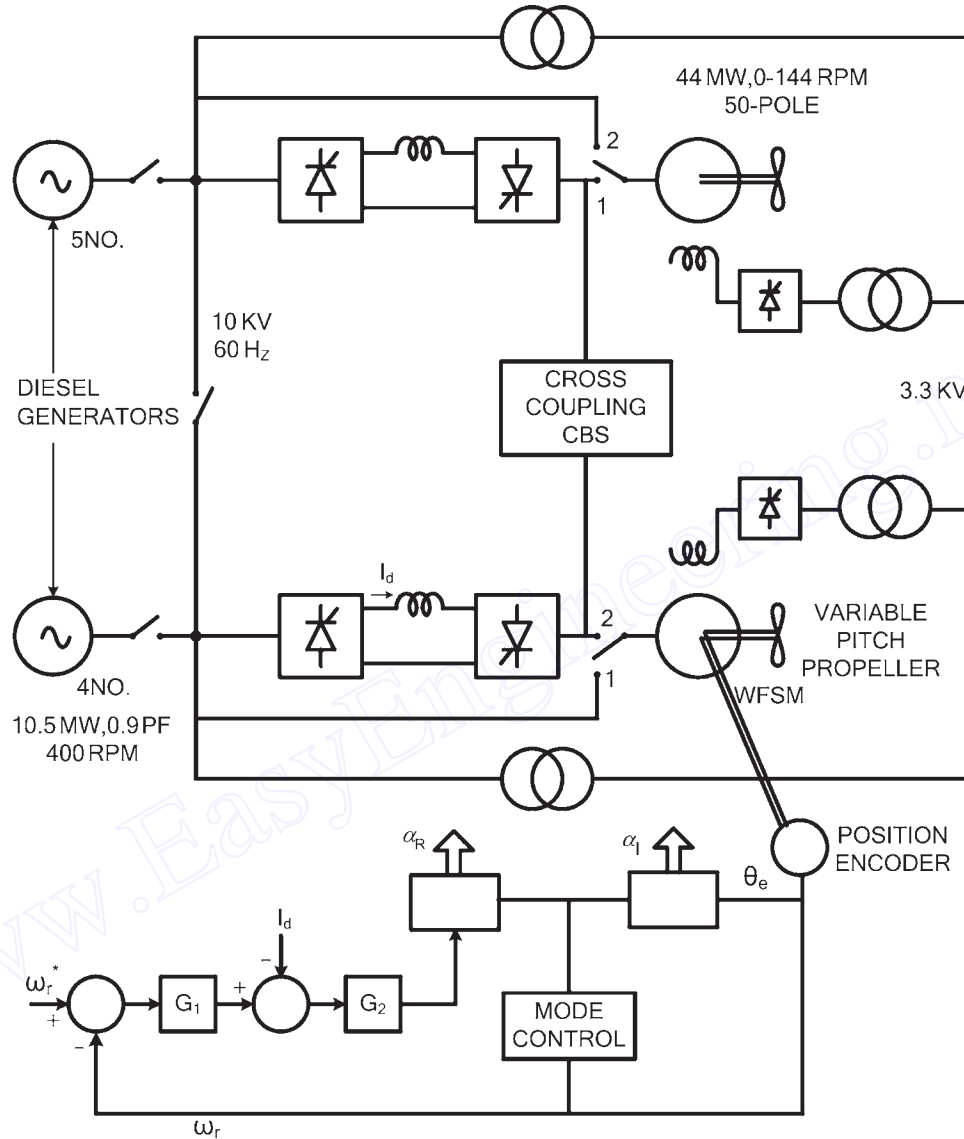 44 MW,0-144 RPM
50-POLE
2
1
5NO.
10 KV
60 Hz
DIESEL
GENERATORS
CROSS
COUPLING
CBS
3.3 KV
Id
2
1
4NO.
10.5 MW,0.9 PF
400 RPM
VARIABLE
PITCH
PROPELLER
WFSM
POSITION
ENCODER
αR
αI
θe
Id
-
ωr*
+
-
G1
+
G2
MODE
CONTROL
ωr
www.EasyEngineering.n